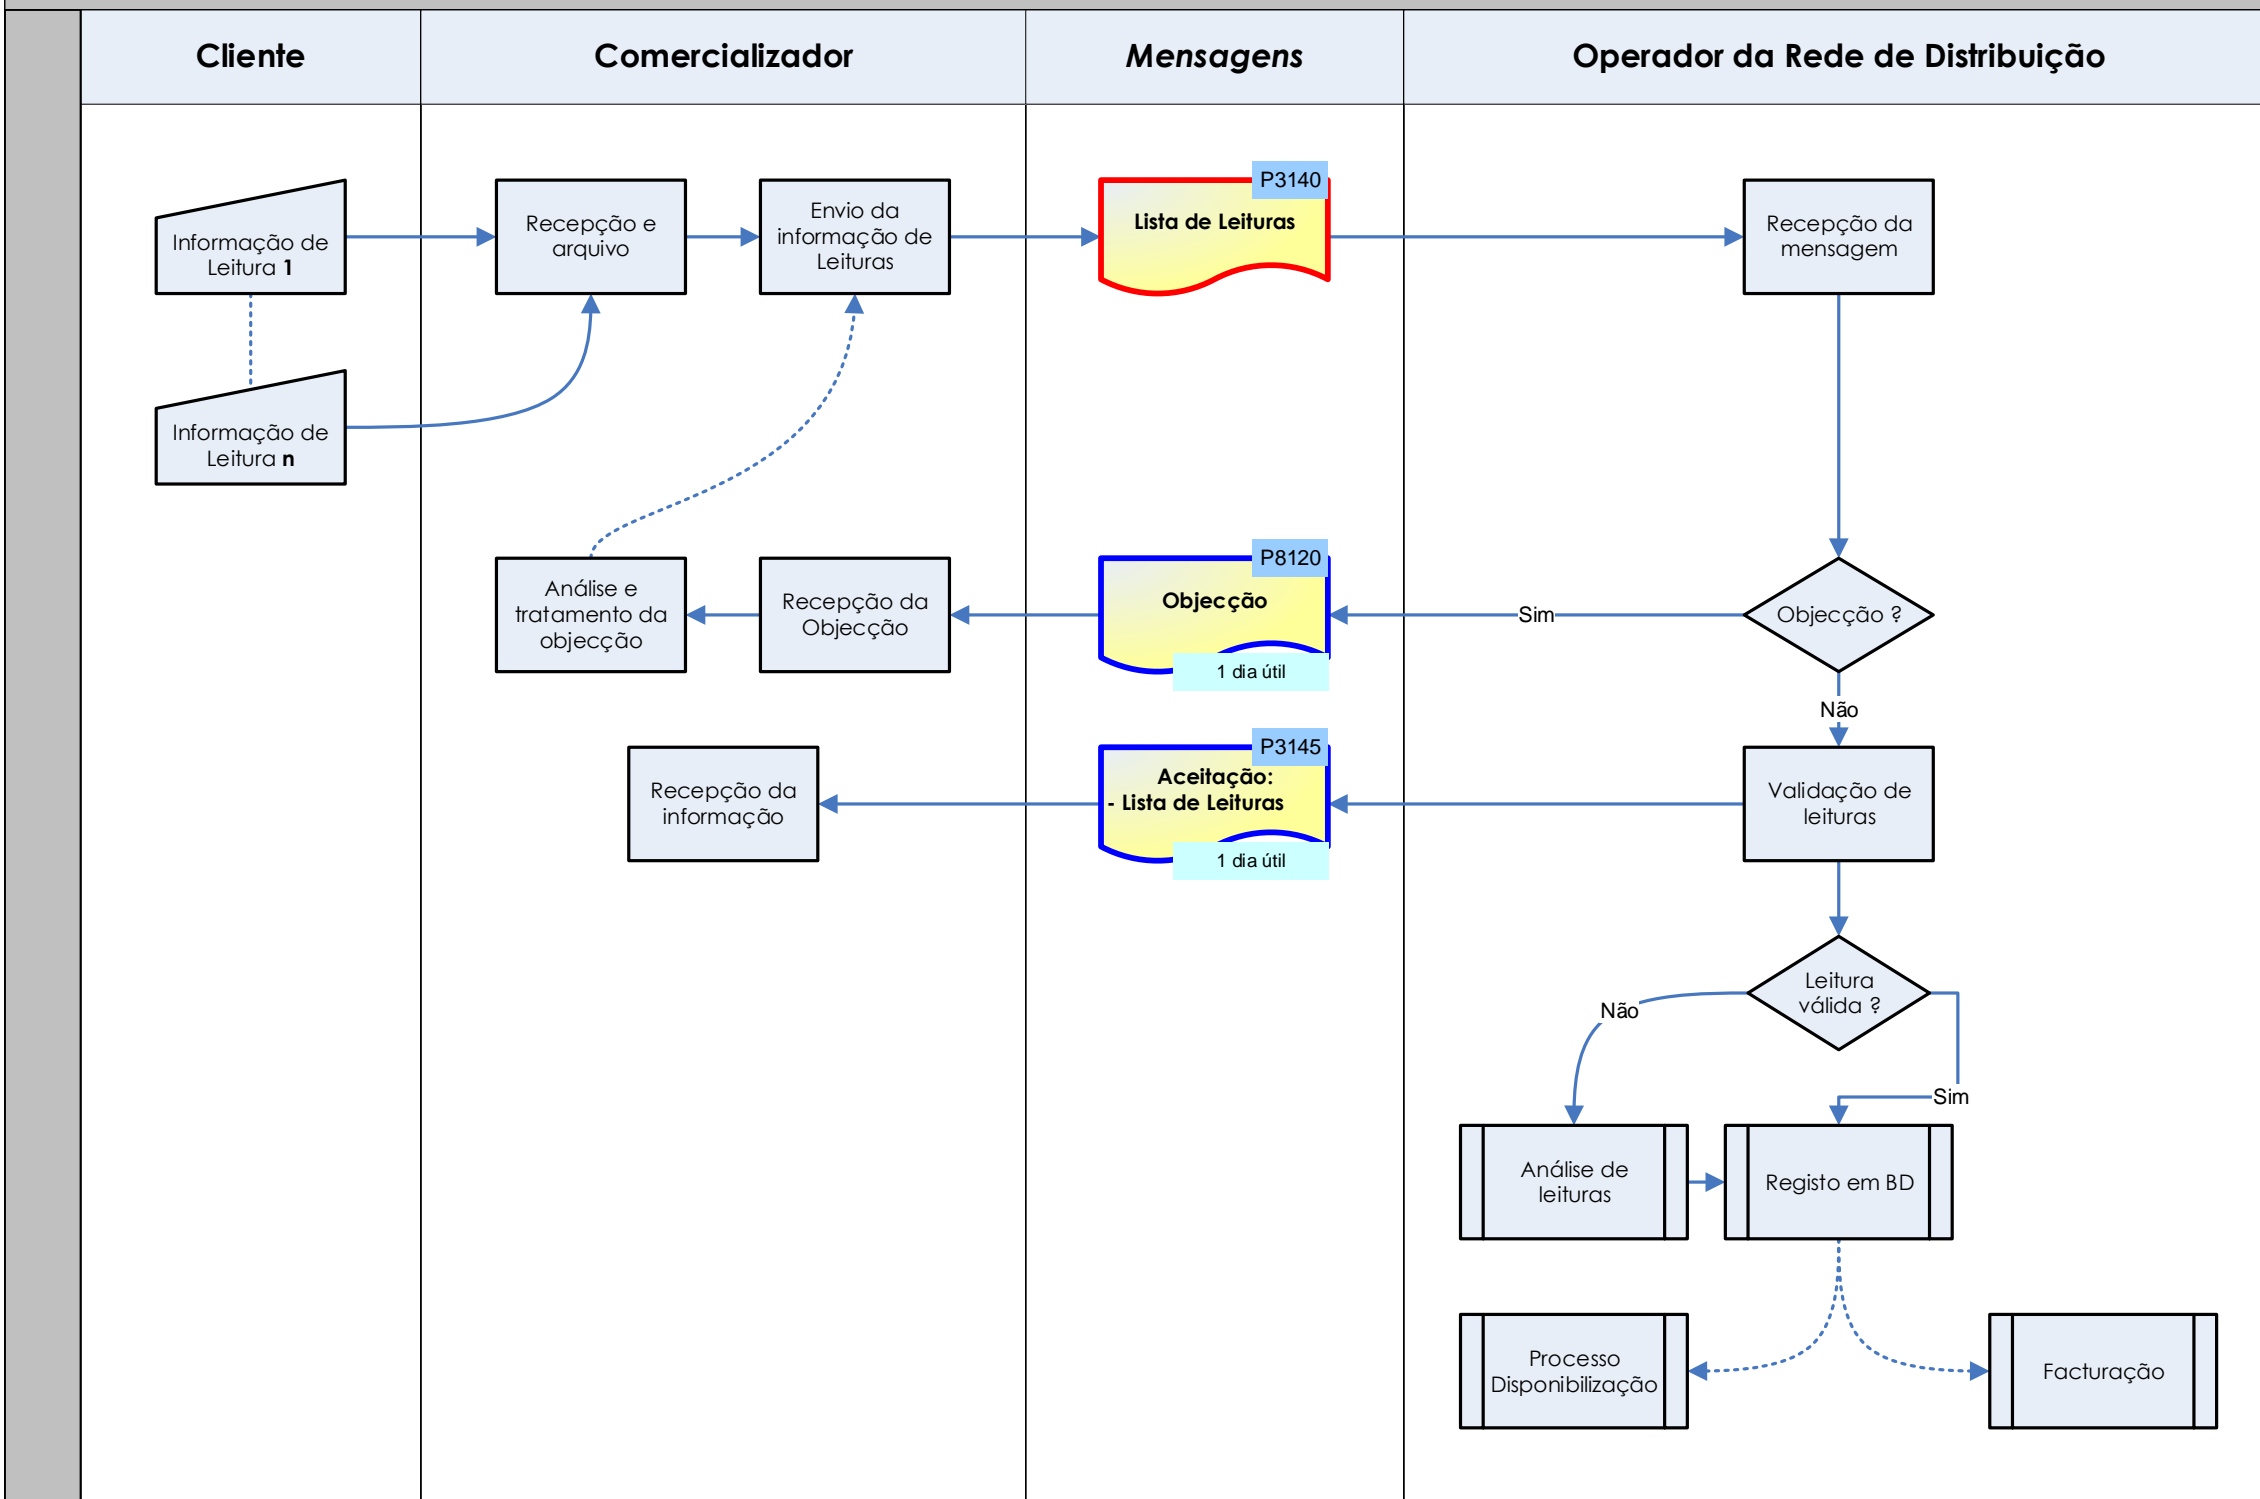 Cliente
Comercializador
Mensagens
Operador da Rede de Distribuição
Informação de
Leitura 1
Recepção e
arquivo
Envio da
informação de
Leituras
P3140
Lista de Leituras
Recepção da
mensagem
Informação de
Leitura n
Análise e
tratamento da
objecção
Recepção da
Objecção
P8120
Objecção
1 dia útil
Sim
Objecção ?
Não
Recepção da
informação
P3145
Aceitação:
- Lista de Leituras
1 dia útil
Validação de
leituras
Leitura
válida ?
Não
Sim
Análise de
leituras
Registo em BD
Processo
Disponibilização
Facturação